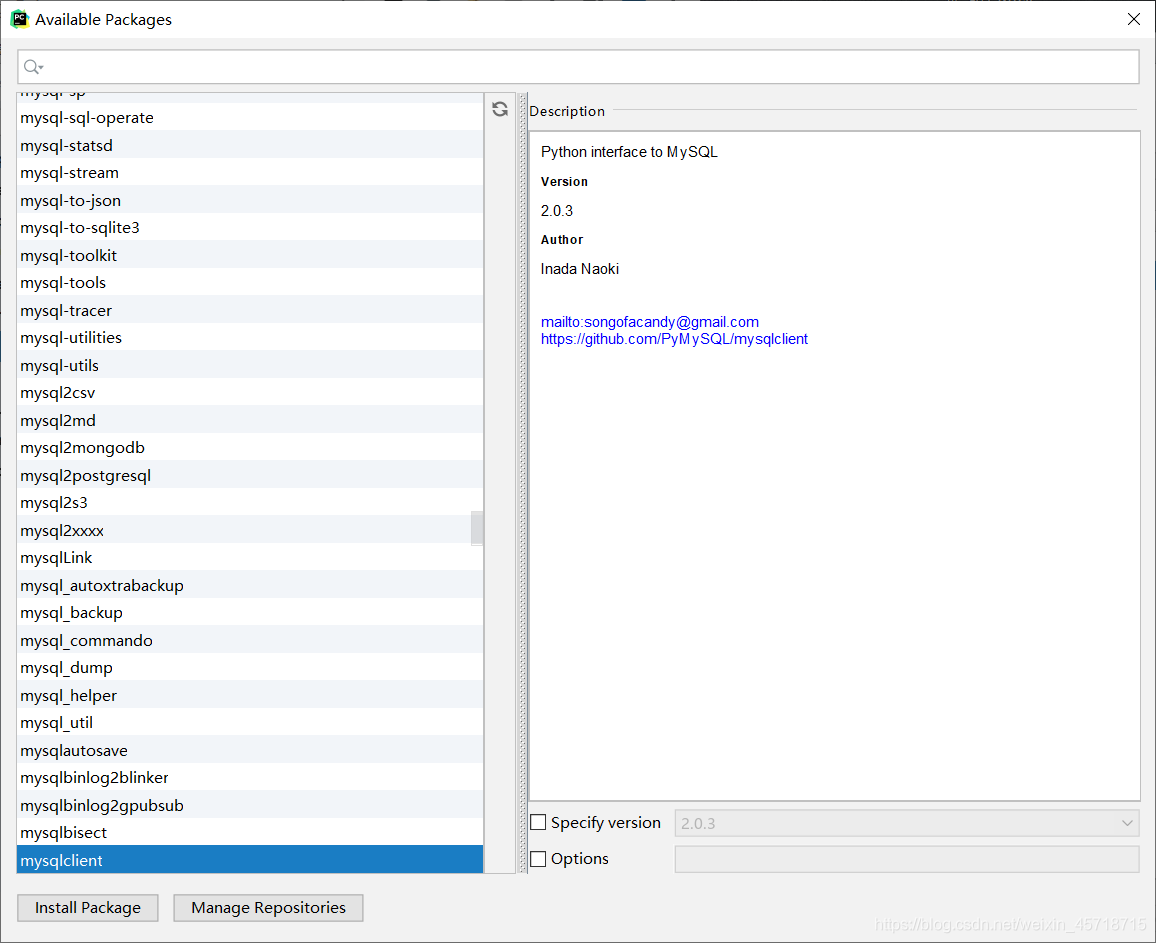 PC
Available Packages
mysql-sp
mysql-sql-operate
mysql-statsd
mysql-stream
mysql-to-json
mysql-to-sqlite3
mysql-toolkit
mysql-tools
mysql-tracer
mysql-utilities
mysql-utils
mysql2csv
mysql2md
mysql2mongodb
mysql2postgresql
mysql2s3
mysql2xxxx
mysqlLink
mysql_autoxtrabackup
mysql_backup
mysql_commando
mysql_dump
mysql_helper
mysql_util
mysqlautosave
mysqlbinlog2blinker
mysqlbinlog2gpubsub
mysqlbisect
mysqlclient
Description
Python interface to MySQL
Version
2.0.3
Author
Inada Naoki
mailto:songofacandy@gmail.com
https://github.com/PyMySQL/mysqlclient
Specify version 2.0.3
Options
Install Package Manage Repositories
https://blog.csdn.net/weixin_45718715